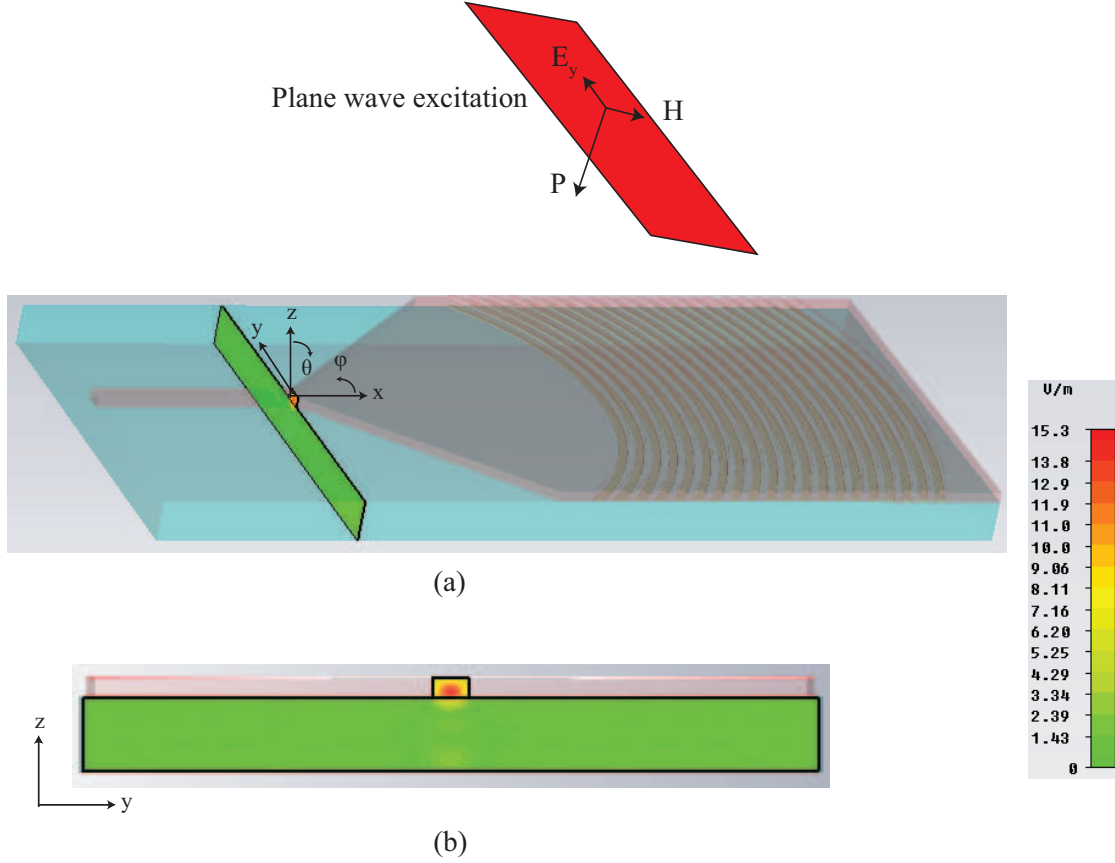 E_y
Plane wave excitation
H
P
z
y
θ
φ
x
(a)
V/m
15.3
13.8
12.9
11.9
11.0
10.0
9.06
8.11
7.16
6.20
5.25
4.29
3.34
2.39
1.43
0
z
y
(b)